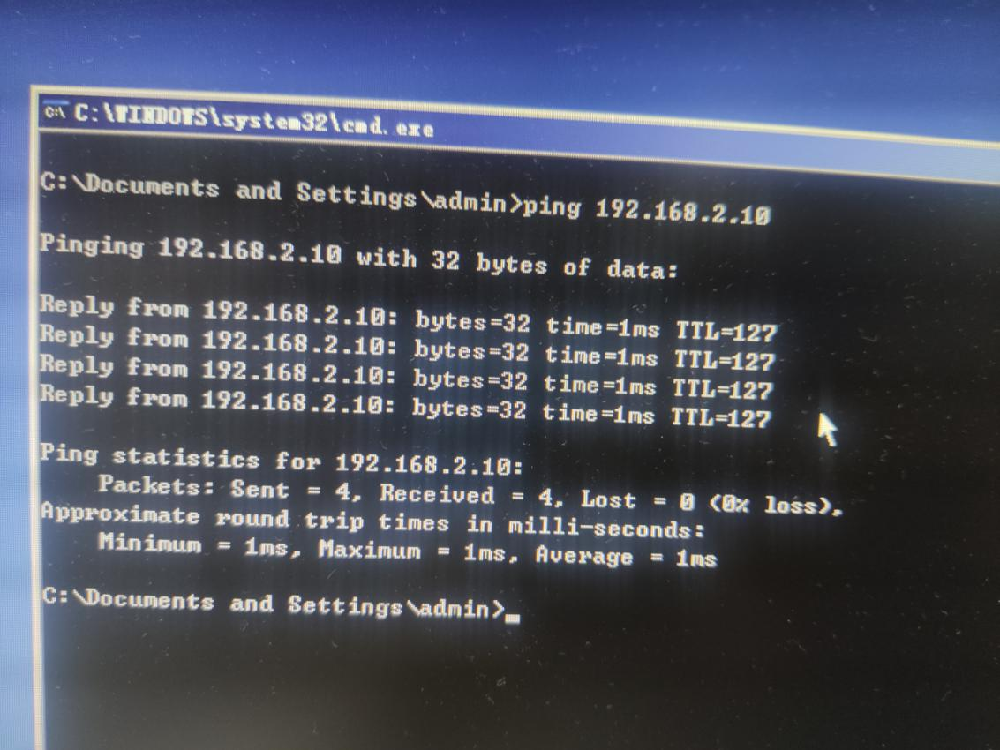 C:\WINDOWS\system32\cmd.exe
C:\Documents and Settings\admin>ping 192.168.2.10
Pinging 192.168.2.10 with 32 bytes of data:
Reply from 192.168.2.10: bytes=32 time=1ms TTL=127
Reply from 192.168.2.10: bytes=32 time=1ms TTL=127
Reply from 192.168.2.10: bytes=32 time=1ms TTL=127
Reply from 192.168.2.10: bytes=32 time=1ms TTL=127
Ping statistics for 192.168.2.10:
    Packets: Sent = 4, Received = 4, Lost = 0 (0% loss),
Approximate round trip times in milli-seconds:
    Minimum = 1ms, Maximum = 1ms, Average = 1ms
C:\Documents and Settings\admin>_